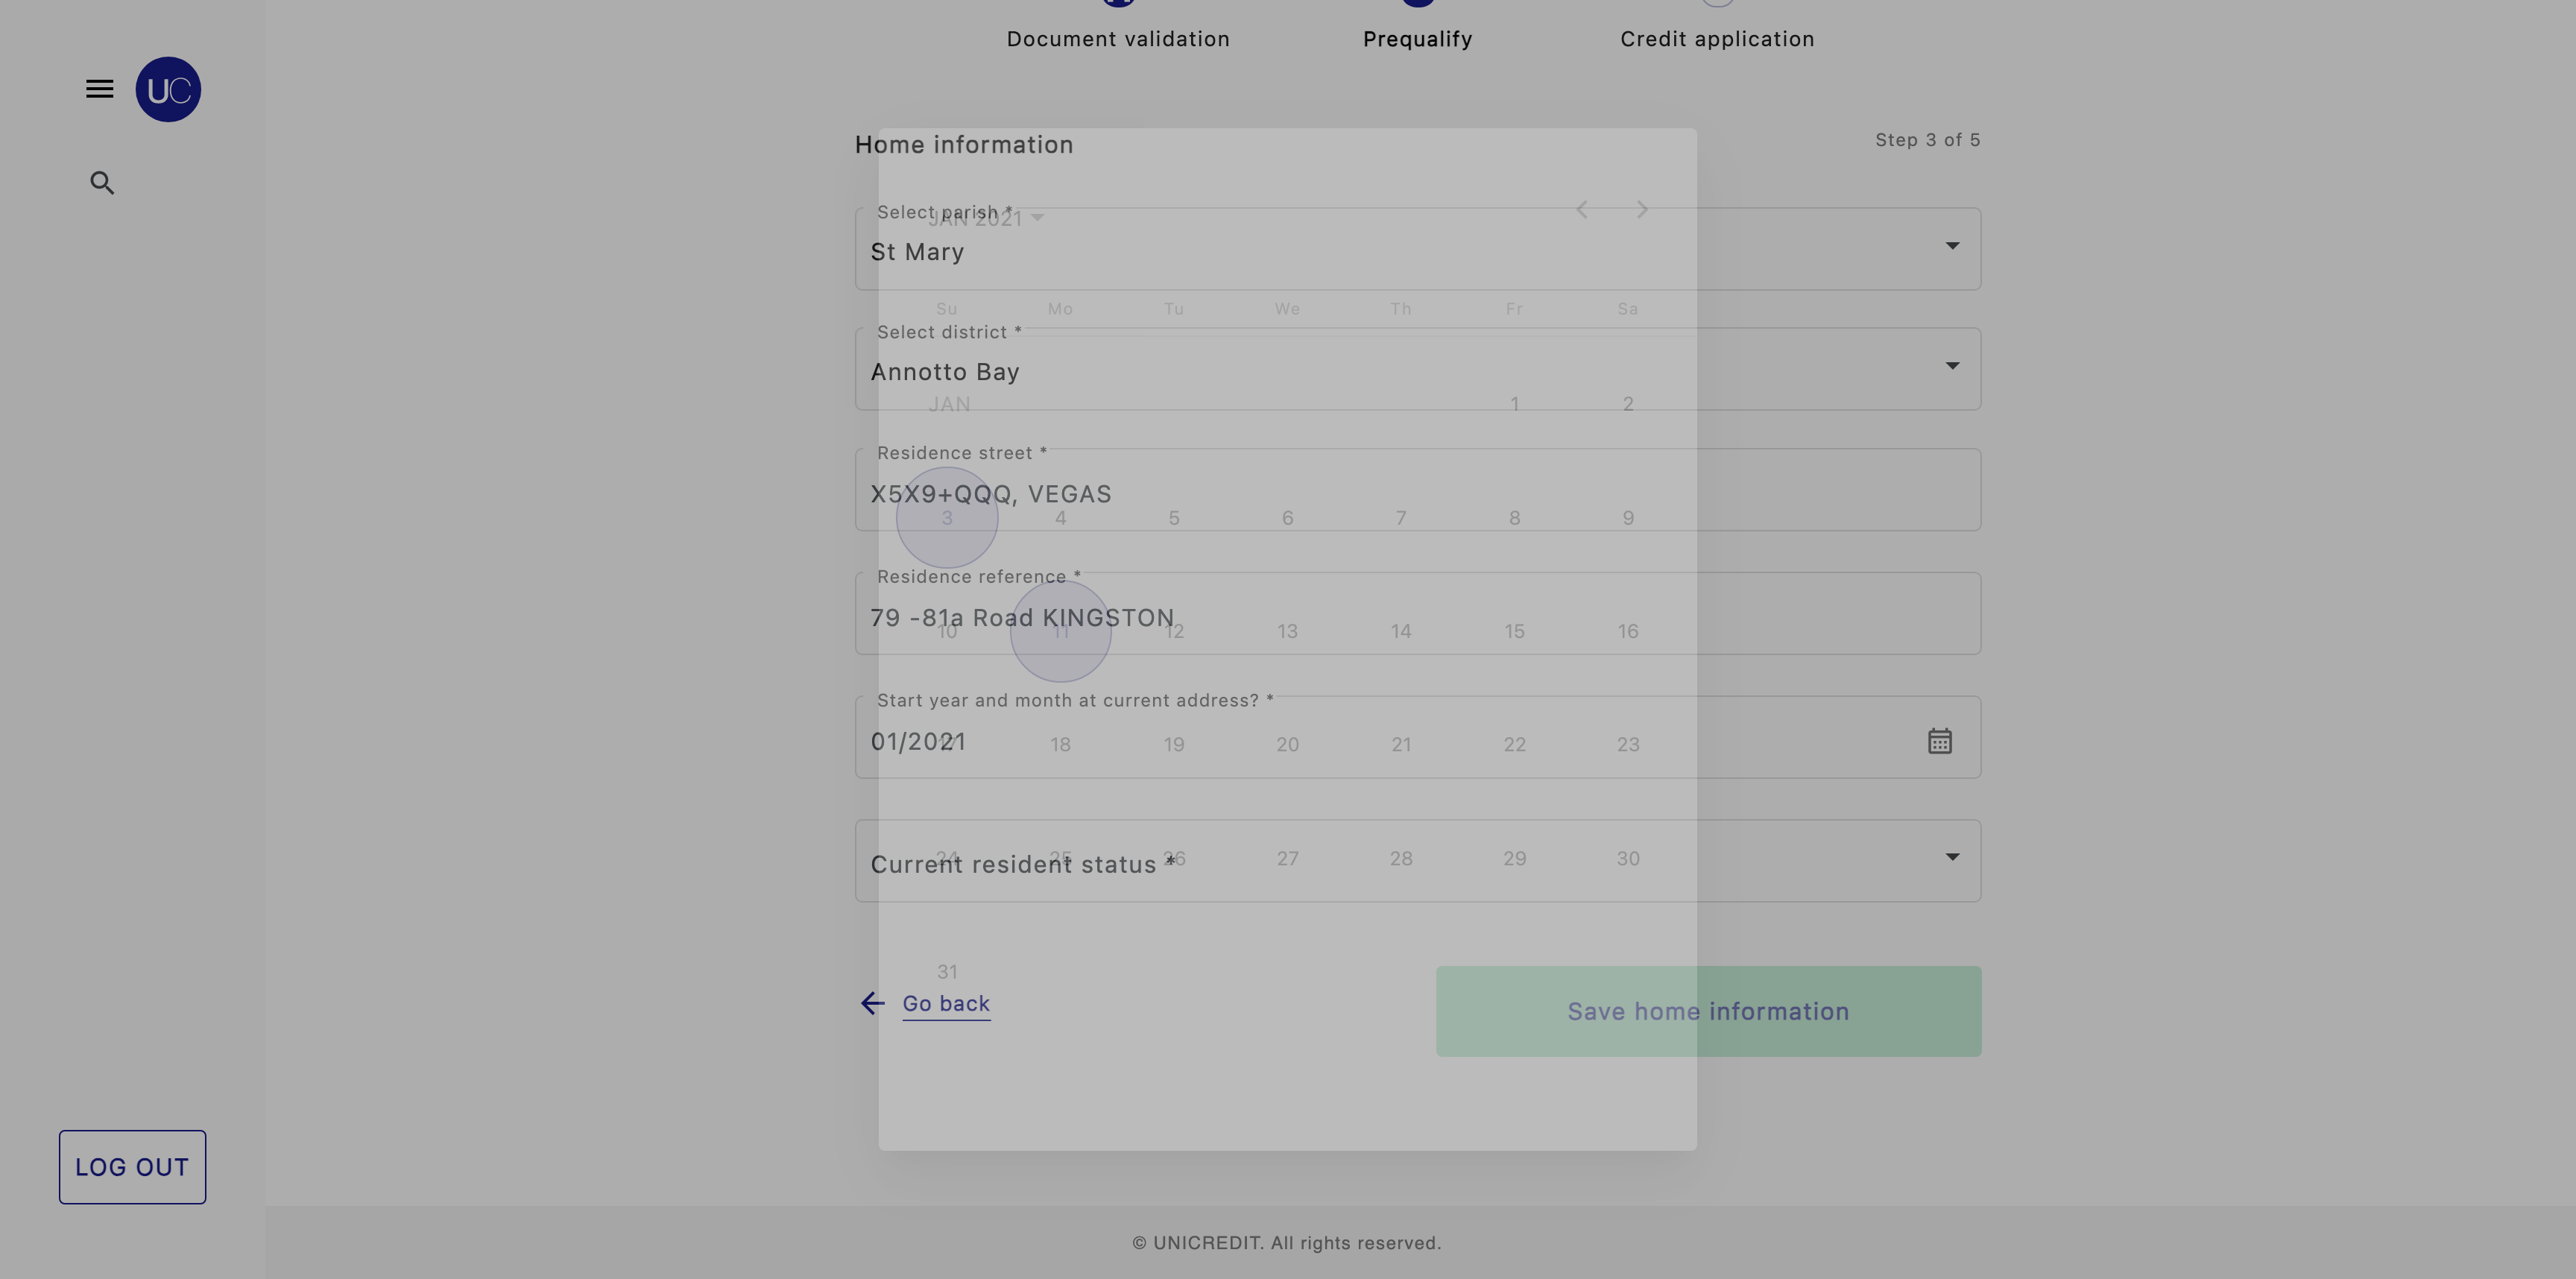 Document validation
Prequalify
Credit application
UC
Home information
Step 3 of 5
Select parish *
JAN 2021
St Mary
Su Mo Tu We Th Fr Sa
Select district *
Annotto Bay
JAN 1 2
Residence street *
X5X9+QQQ, VEGAS
3 4 5 6 7 8 9
Residence reference *
79 -81a Road KINGSTON
10 11 12 13 14 15 16
Start year and month at current address? *
01/2021
17 18 19 20 21 22 23
24 25 26 27 28 29 30
Current resident status *
31
Go back
Save home information
LOG OUT
© UNICREDIT. All rights reserved.